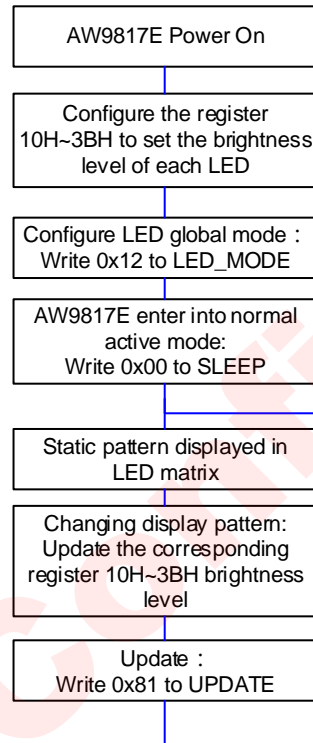 AW9817E Power On
Configure the register
10H~3BH to set the brightness
level of each LED
Configure LED global mode：
Write 0x12 to LED_MODE
AW9817E enter into normal
active mode:
Write 0x00 to SLEEP
Static pattern displayed in
LED matrix
Changing display pattern:
Update the corresponding
register 10H~3BH brightness
level
Update：
Write 0x81 to UPDATE